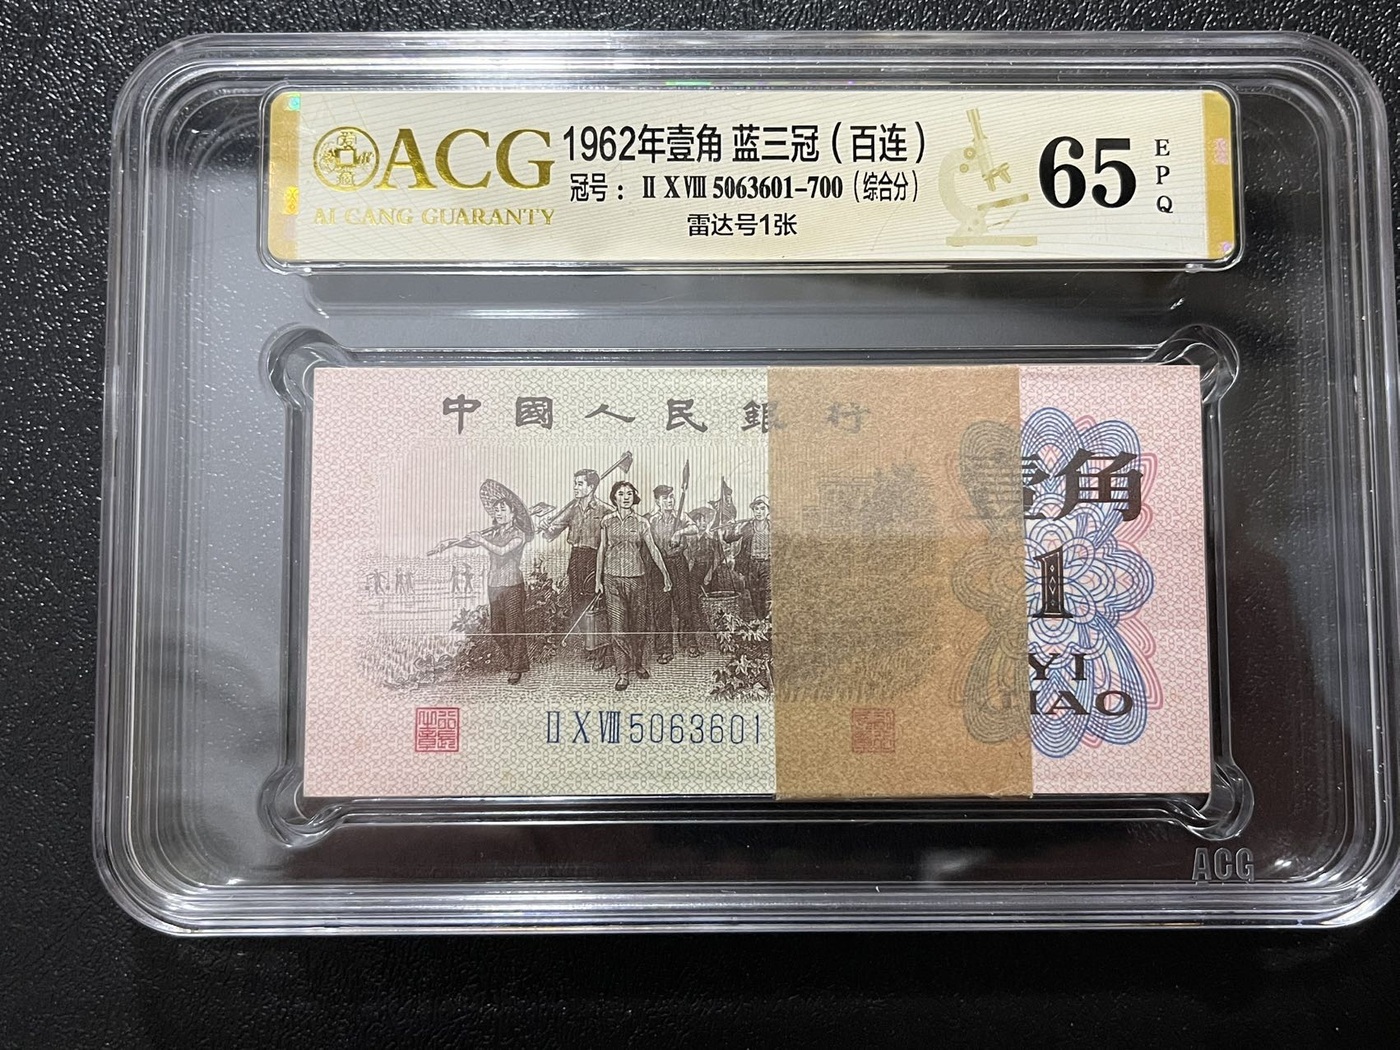 ACG
AI CANG GUARANTY
1962年壹角 蓝三冠（百连）
冠号： Ⅱ Ⅹ Ⅷ 5063601-700（综合分）
雷达号1张
65
EPQ
中國人民銀行
壹角
1
YI
JIAO
Ⅱ Ⅹ Ⅷ 5063601
ACG